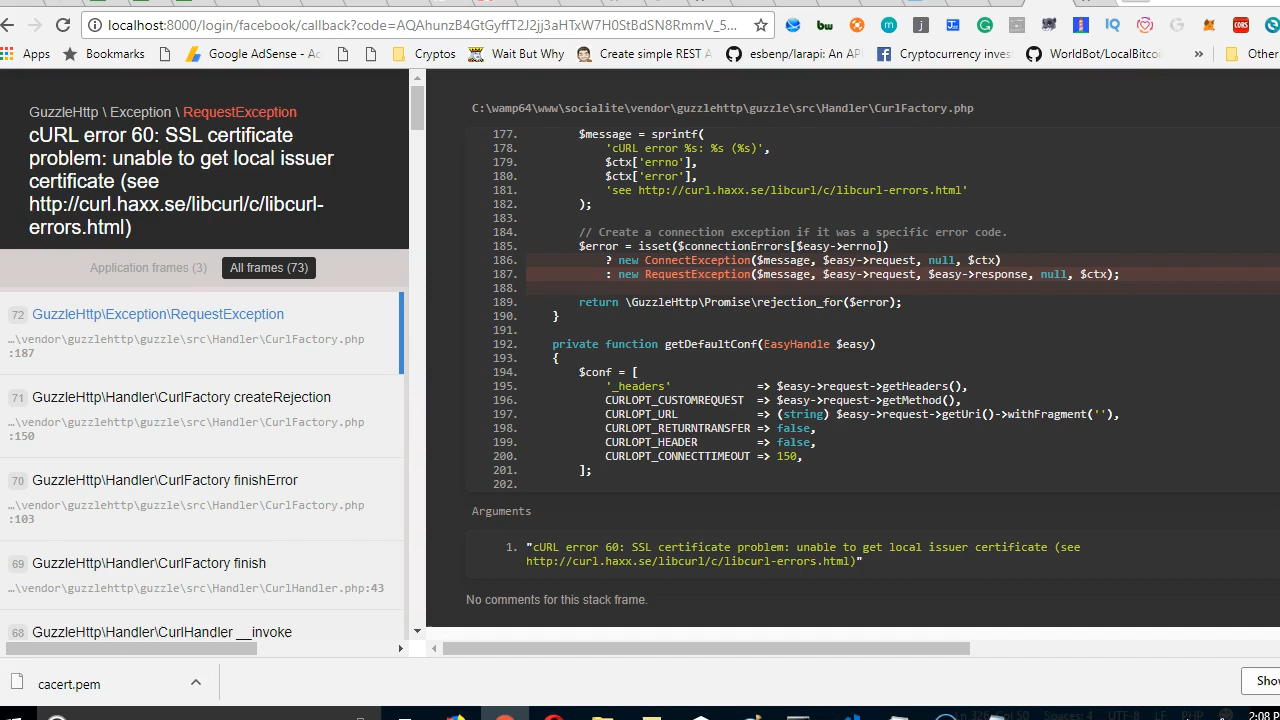 localhost:8000/login/facebook/callback?code=AQAhunzB4GtGyffT2J2jj3aHTxW7H0StBdSN8RmmV_5...
Apps Bookmarks Google AdSense - Ac Cryptos Wait But Why Create simple REST A esbenp/larapi: An AP Cryptocurrency inves WorldBot/LocalBitco » Other
GuzzleHttp \ Exception \ RequestException
cURL error 60: SSL certificate
problem: unable to get local issuer
certificate (see
http://curl.haxx.se/libcurl/c/libcurl-
errors.html)
Application frames (3) All frames (73)
72 GuzzleHttp\Exception\RequestException
…\vendor\guzzlehttp\guzzle\src\Handler\CurlFactory.php
:187
71 GuzzleHttp\Handler\CurlFactory createRejection
…\vendor\guzzlehttp\guzzle\src\Handler\CurlFactory.php
:150
70 GuzzleHttp\Handler\CurlFactory finishError
…\vendor\guzzlehttp\guzzle\src\Handler\CurlFactory.php
:103
69 GuzzleHttp\Handler\CurlFactory finish
…\vendor\guzzlehttp\guzzle\src\Handler\CurlHandler.php:43
68 GuzzleHttp\Handler\CurlHandler __invoke
C:\wamp64\www\socialite\vendor\guzzlehttp\guzzle\src\Handler\CurlFactory.php
177. $message = sprintf(
178. 'cURL error %s: %s (%s)',
179. $ctx['errno'],
180. $ctx['error'],
181. 'see http://curl.haxx.se/libcurl/c/libcurl-errors.html'
182. );
183.
184. // Create a connection exception if it was a specific error code.
185. $error = isset($connectionErrors[$easy->errno])
186. ? new ConnectException($message, $easy->request, null, $ctx)
187. : new RequestException($message, $easy->request, $easy->response, null, $ctx);
188.
189. return \GuzzleHttp\Promise\rejection_for($error);
190. }
191.
192. private function getDefaultConf(EasyHandle $easy)
193. {
194. $conf = [
195. '_headers' => $easy->request->getHeaders(),
196. CURLOPT_CUSTOMREQUEST => $easy->request->getMethod(),
197. CURLOPT_URL => (string) $easy->request->getUri()->withFragment(''),
198. CURLOPT_RETURNTRANSFER => false,
199. CURLOPT_HEADER => false,
200. CURLOPT_CONNECTTIMEOUT => 150,
201. ];
202.
Arguments
1. "cURL error 60: SSL certificate problem: unable to get local issuer certificate (see
http://curl.haxx.se/libcurl/c/libcurl-errors.html)"
No comments for this stack frame.
cacert.pem
Show
2:08 P